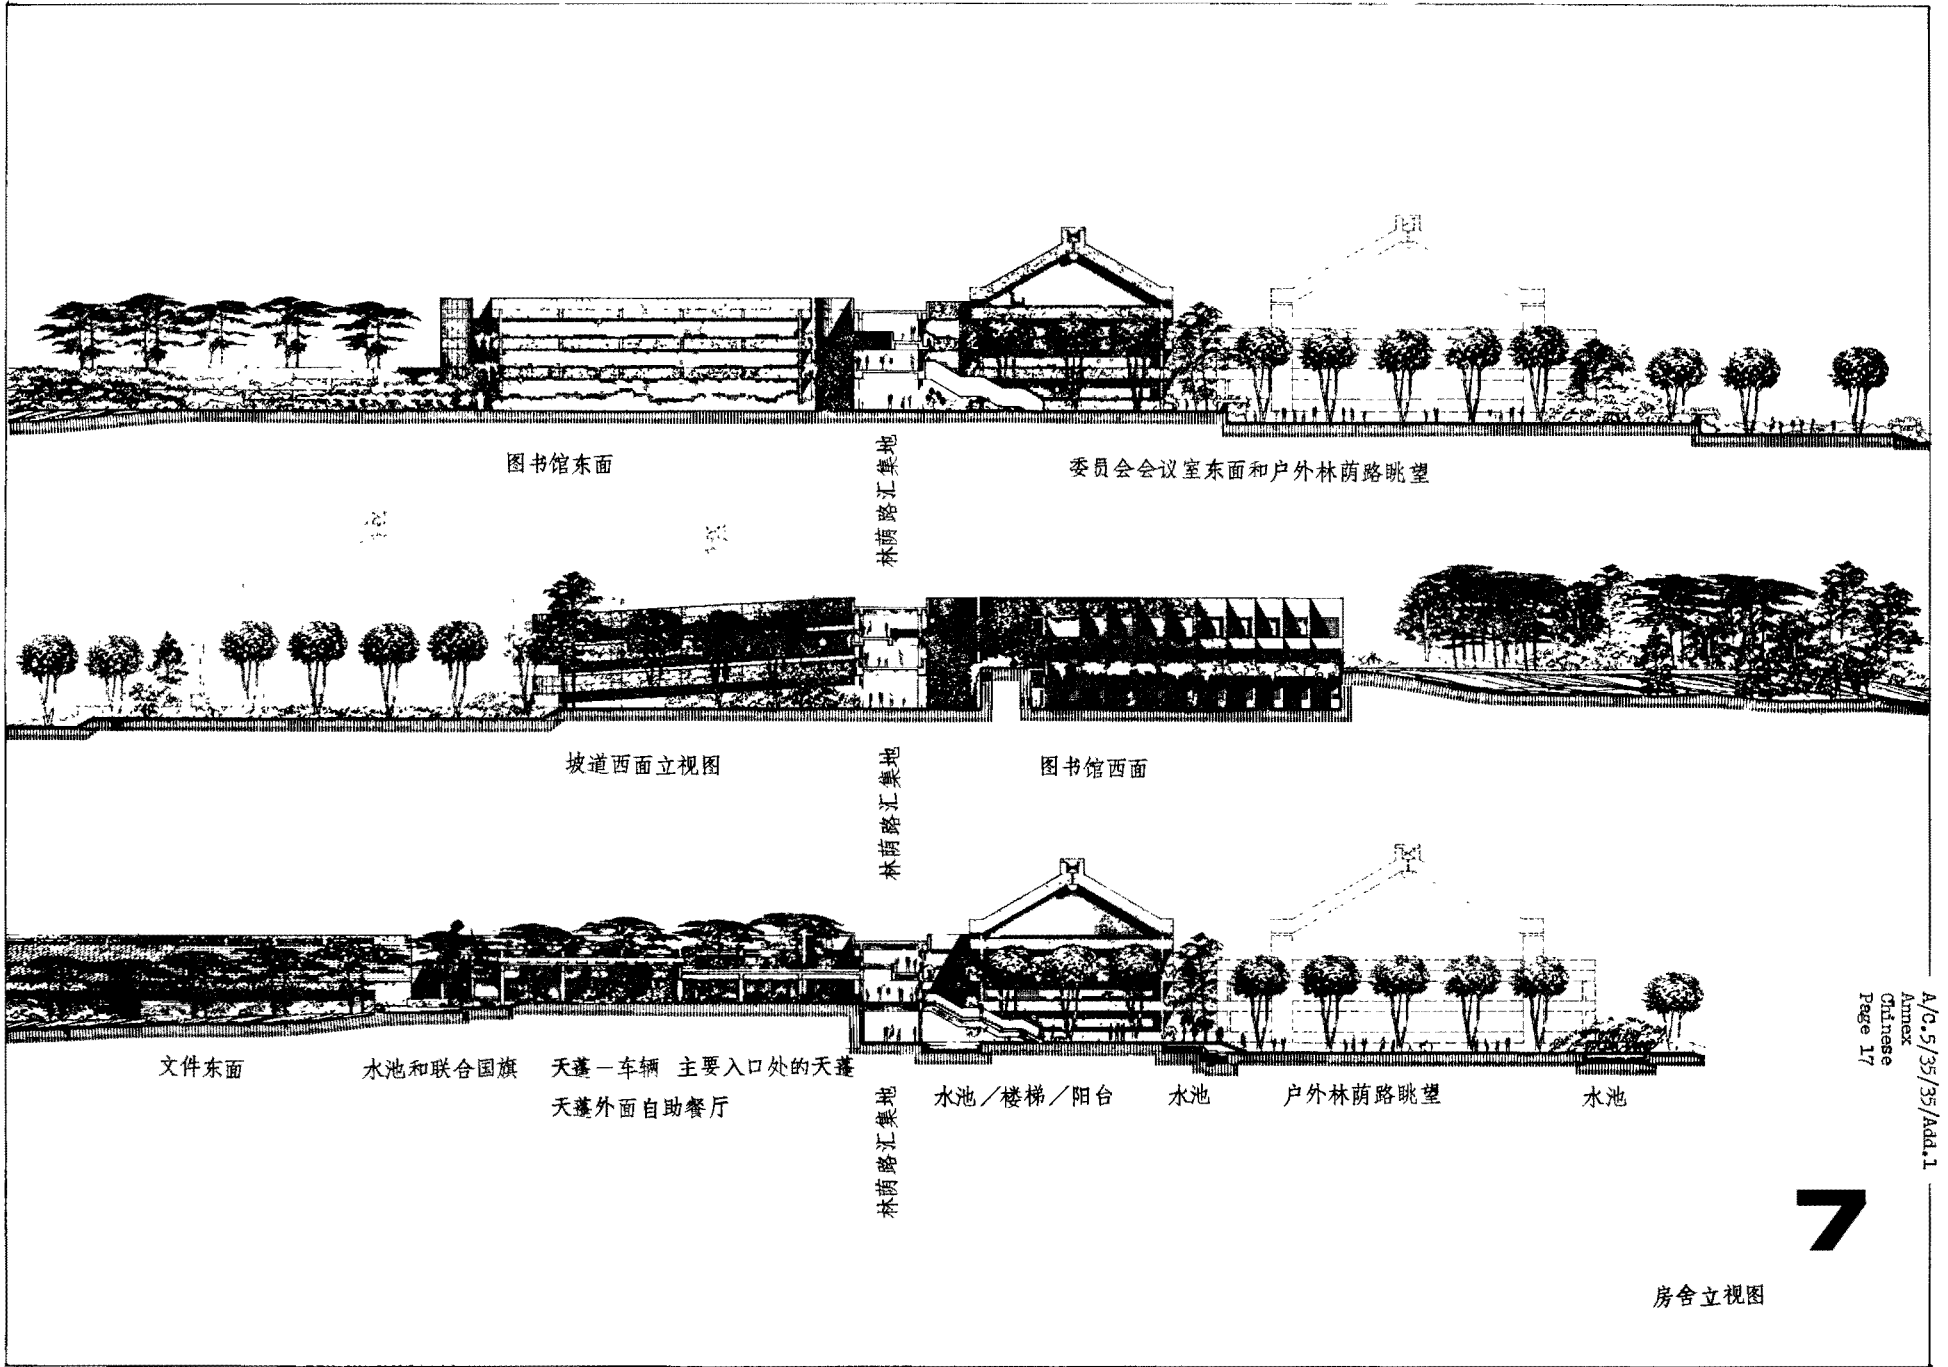 图书馆东面
林荫路汇集地
委员会会议室东面和户外林荫路眺望
坡道西面立视图
林荫路汇集地
图书馆西面
文件东面
水池和联合国旗
天蓬－车辆
主要入口处的天蓬
天蓬外面自助餐厅
林荫路汇集地
水池／楼梯／阳台
水池
户外林荫路眺望
水池
A/C.5/35/35/Add.1
Annex
Chinese
Page 17
7
房舍立视图